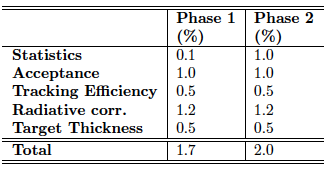 Phase 1 Phase 2
(%) (%)
Statistics 0.1 1.0
Acceptance 1.0 1.0
Tracking Efficiency 0.5 0.5
Radiative corr. 1.2 1.2
Target Thickness 0.5 0.5
Total 1.7 2.0